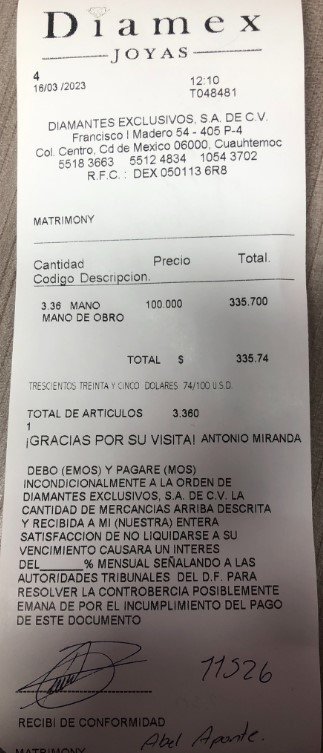 Diamex
JOYAS
4
16/03 /2023 12:10
T048481
DIAMANTES EXCLUSIVOS, S.A. DE C.V.
Francisco I Madero 54 - 405 P-4
Col. Centro, Cd de Mexico 06000, Cuauhtemoc
5518 3663 5512 4834 1054 3702
R.F.C. : DEX 050113 6R8
MATRIMONY
Cantidad Precio Total.
Codigo Descripcion.
3.36 MANO 100.000 335.700
MANO DE OBRO
TOTAL $ 335.74
TRESCIENTOS TREINTA Y CINCO DOLARES 74/100 U.S.D.
TOTAL DE ARTICULOS 3.360
1
¡GRACIAS POR SU VISITA! ANTONIO MIRANDA
DEBO (EMOS) Y PAGARE (MOS)
INCONDICIONALMENTE A LA ORDEN DE
DIAMANTES EXCLUSIVOS, S.A. DE C.V. LA
CANTIDAD DE MERCANCIAS ARRIBA DESCRITA
Y RECIBIDA A MI (NUESTRA) ENTERA
SATISFACCION DE NO LIQUIDARSE A SU
VENCIMIENTO CAUSARA UN INTERES
DEL______% MENSUAL SEÑALANDO A LAS
AUTORIDADES TRIBUNALES DEL D.F. PARA
RESOLVER LA CONTROBERCIA POSIBLEMENTE
EMANA DE POR EL INCUMPLIMIENTO DEL PAGO
DE ESTE DOCUMENTO
11526
RECIBI DE CONFORMIDAD
MATRIMONY Abel Aponte.